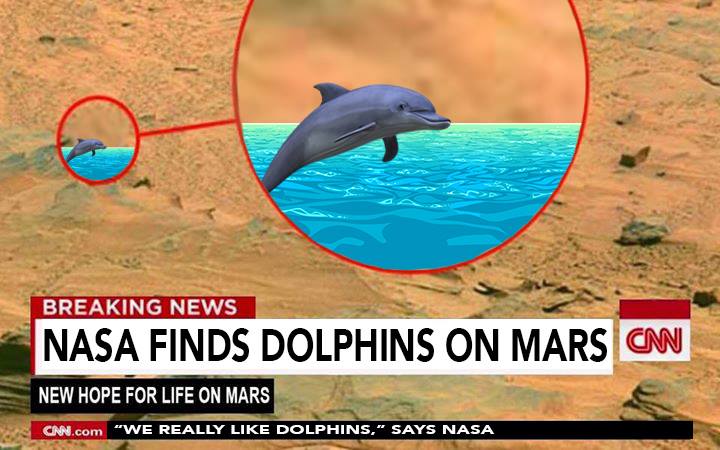 BREAKING NEWS
NASA FINDS DOLPHINS ON MARS
CNN
NEW HOPE FOR LIFE ON MARS
CNN.com "WE REALLY LIKE DOLPHINS," SAYS NASA